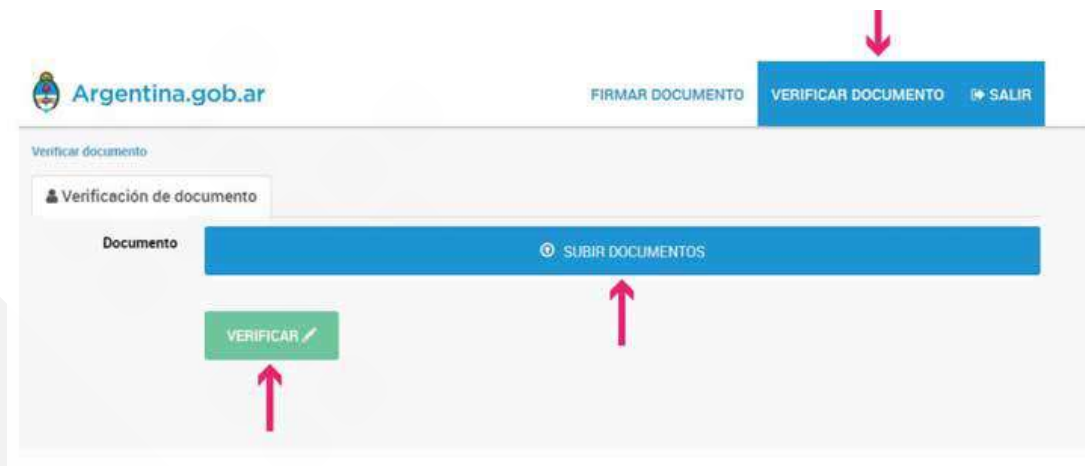 Argentina.gob.ar
FIRMAR DOCUMENTO
VERIFICAR DOCUMENTO
SALIR
Verificar documento
Verificación de documento
Documento
SUBIR DOCUMENTOS
VERIFICAR